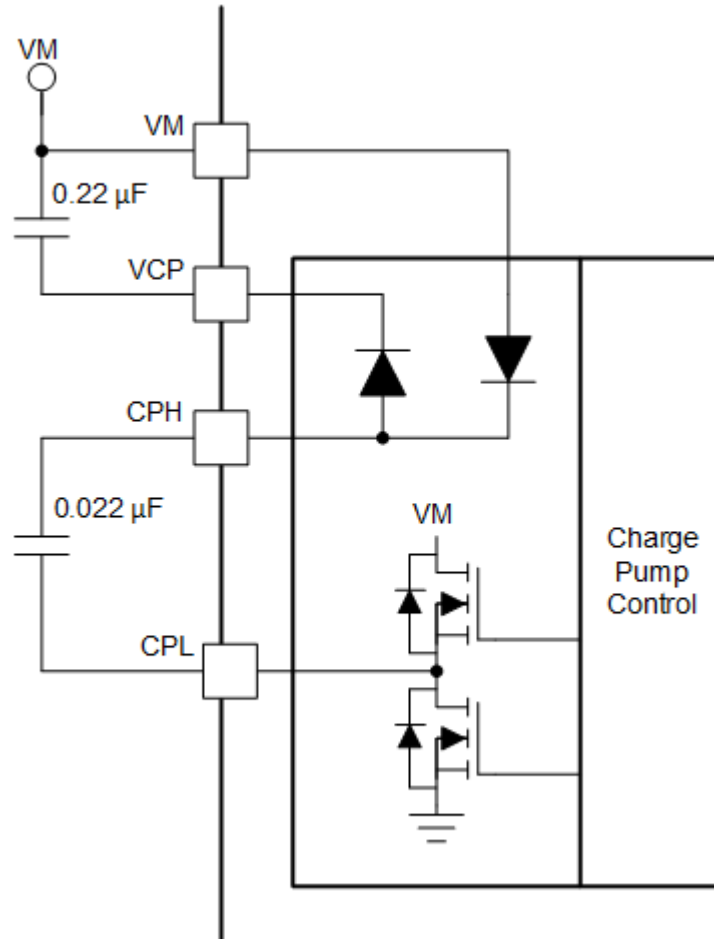 VM
VM
0.22 µF
VCP
CPH
0.022 µF
VM
Charge
Pump
Control
CPL